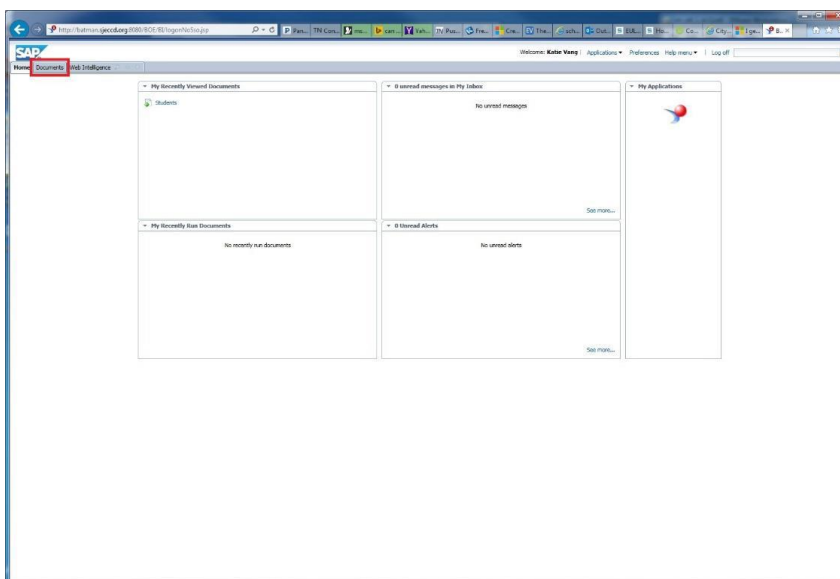 http://batman.sjeccd.org:8080/BOE/BI/logonNoSso.jsp
SAP
Welcome: Katie Vang | Applications Preferences Help menu | Log off
Home Documents Web Intelligence
My Recently Viewed Documents
Students
0 unread messages in My Inbox
No unread messages
See more...
My Applications
My Recently Run Documents
No recently run documents
0 Unread Alerts
No unread alerts
See more...